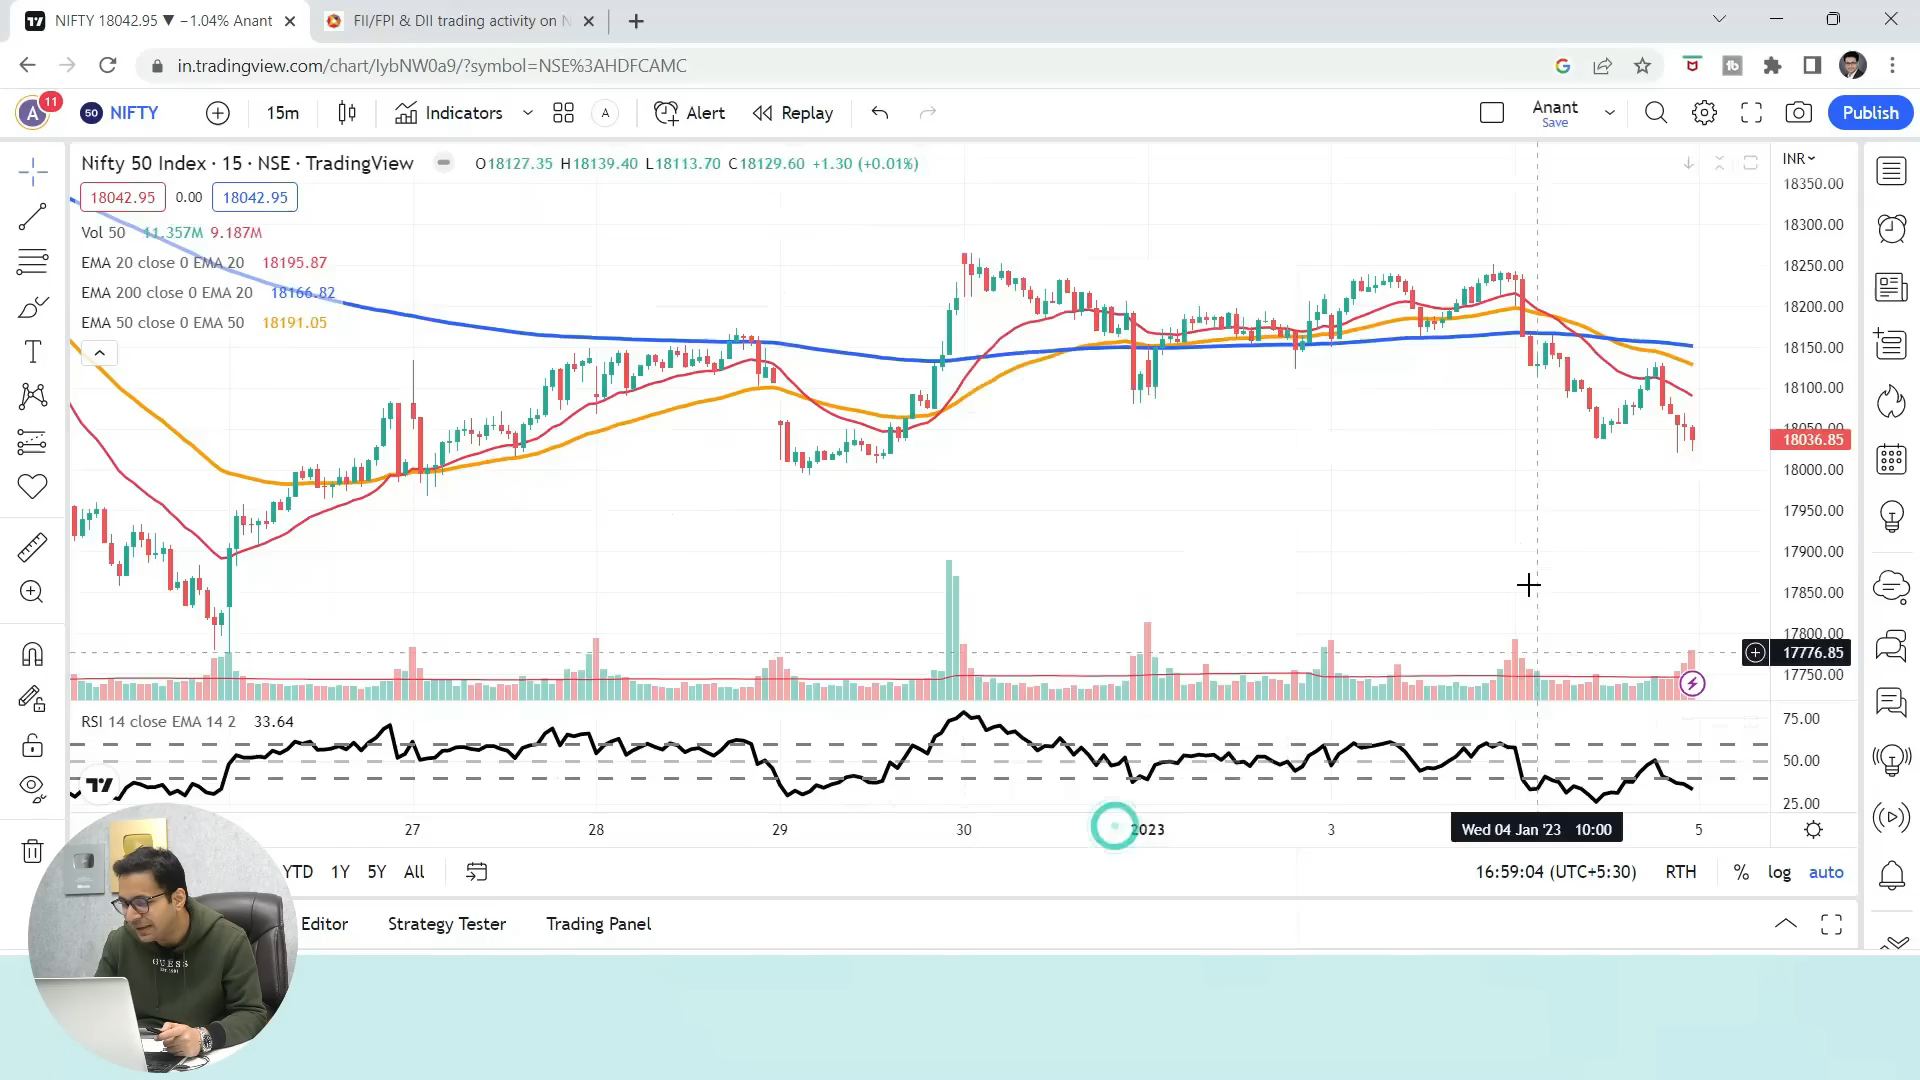 NIFTY 18042.95 ▼ −1.04% Anant
FII/FPI & DII trading activity on N
in.tradingview.com/chart/IybNW0a9/?symbol=NSE%3AHDFCAMC
A 11
50 NIFTY
15m
Indicators
A
Alert
Replay
Anant
Save
Publish
Nifty 50 Index · 15 · NSE · TradingView
O18127.35 H18139.40 L18113.70 C18129.60 +1.30 (+0.01%)
INR
18042.95 0.00 18042.95
Vol 50 11.357M 9.187M
EMA 20 close 0 EMA 20 18195.87
EMA 200 close 0 EMA 20 18166.82
EMA 50 close 0 EMA 50 18191.05
18350.00
18300.00
18250.00
18200.00
18150.00
18100.00
18050.00
18036.85
18000.00
17950.00
17900.00
17850.00
17800.00
17776.85
17750.00
RSI 14 close EMA 14 2 33.64
75.00
50.00
25.00
27 28 29 30 2023 3 Wed 04 Jan '23 10:00 5
YTD 1Y 5Y All
16:59:04 (UTC+5:30) RTH % log auto
Editor Strategy Tester Trading Panel
GUESS